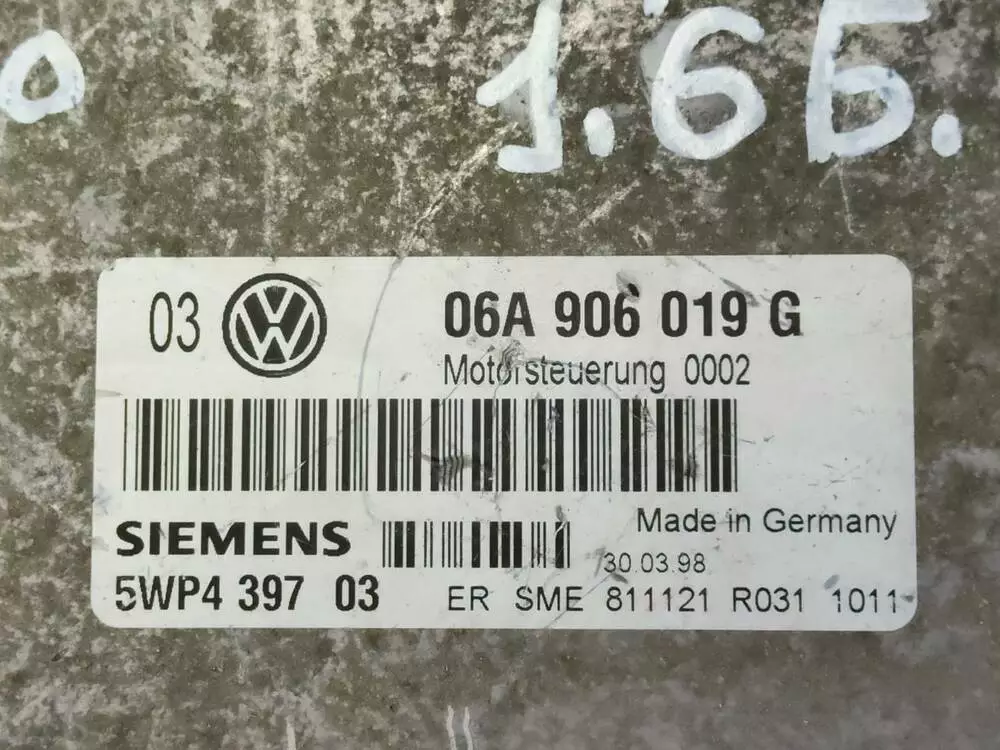 0 1.6Б.
03 06A 906 019 G
Motorsteuerung 0002
Made in Germany
SIEMENS 30.03.98
5WP4 397 03 ER SME 811121 R031 1011